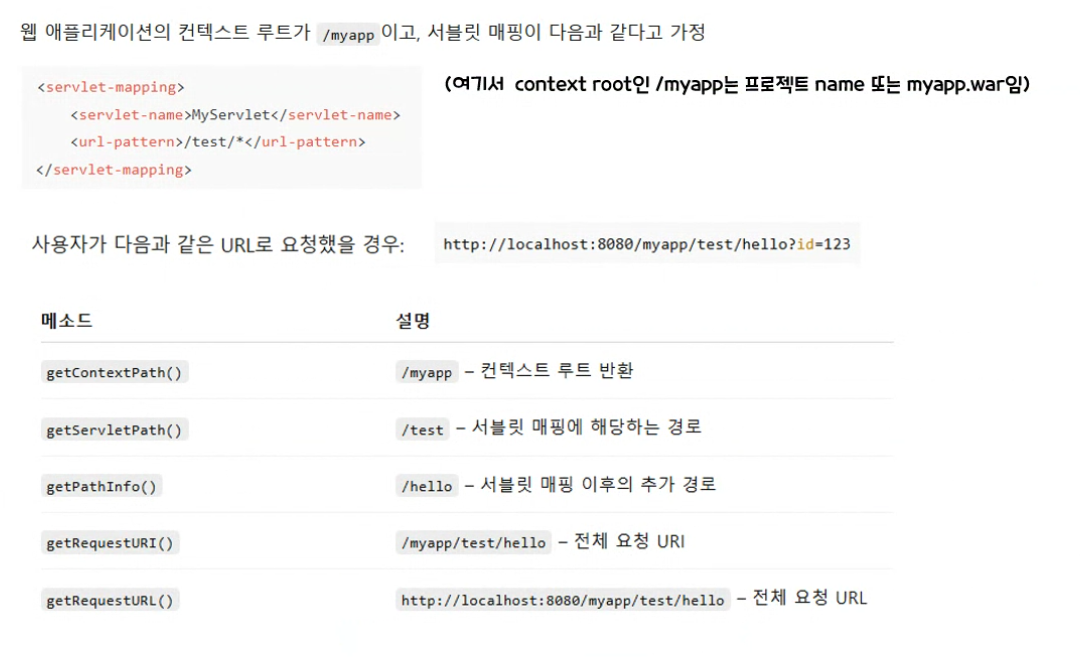 웹 애플리케이션의 컨텍스트 루트가 /myapp 이고, 서블릿 매핑이 다음과 같다고 가정
<servlet-mapping>
    <servlet-name>MyServlet</servlet-name>
    <url-pattern>/test/*</url-pattern>
</servlet-mapping>
(여기서 context root인 /myapp는 프로젝트 name 또는 myapp.war임)
사용자가 다음과 같은 URL로 요청했을 경우: http://localhost:8080/myapp/test/hello?id=123
메소드 설명
getContextPath() /myapp – 컨텍스트 루트 반환
getServletPath() /test – 서블릿 매핑에 해당하는 경로
getPathInfo() /hello – 서블릿 매핑 이후의 추가 경로
getRequestURI() /myapp/test/hello – 전체 요청 URI
getRequestURL() http://localhost:8080/myapp/test/hello – 전체 요청 URL